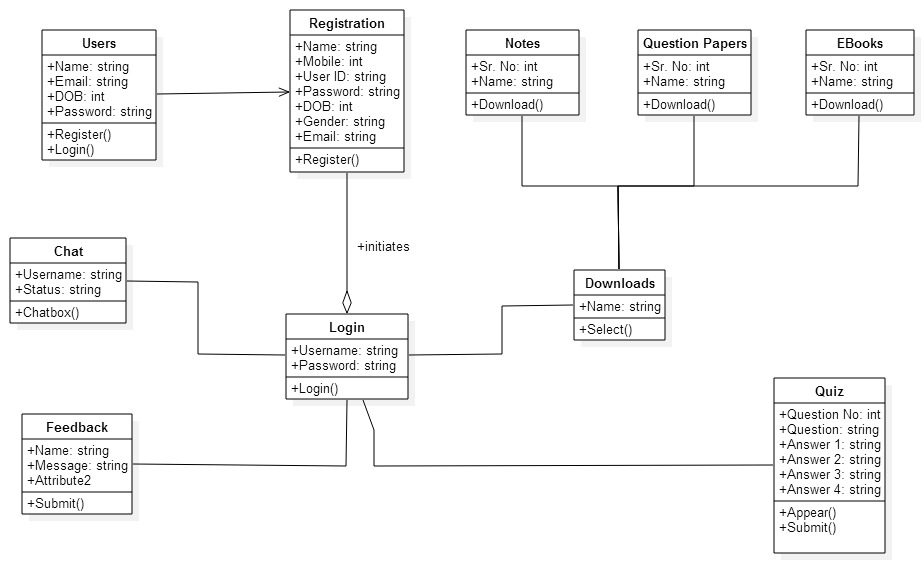 Users
+Name: string
+Email: string
+DOB: int
+Password: string
+Register()
+Login()
Registration
+Name: string
+Mobile: int
+User ID: string
+Password: string
+DOB: int
+Gender: string
+Email: string
+Register()
Notes
+Sr. No: int
+Name: string
+Download()
Question Papers
+Sr. No: int
+Name: string
+Download()
EBooks
+Sr. No: int
+Name: string
+Download()
+initiates
Chat
+Username: string
+Status: string
+Chatbox()
Login
+Username: string
+Password: string
+Login()
Downloads
+Name: string
+Select()
Feedback
+Name: string
+Message: string
+Attribute2
+Submit()
Quiz
+Question No: int
+Question: string
+Answer 1: string
+Answer 2: string
+Answer 3: string
+Answer 4: string
+Appear()
+Submit()